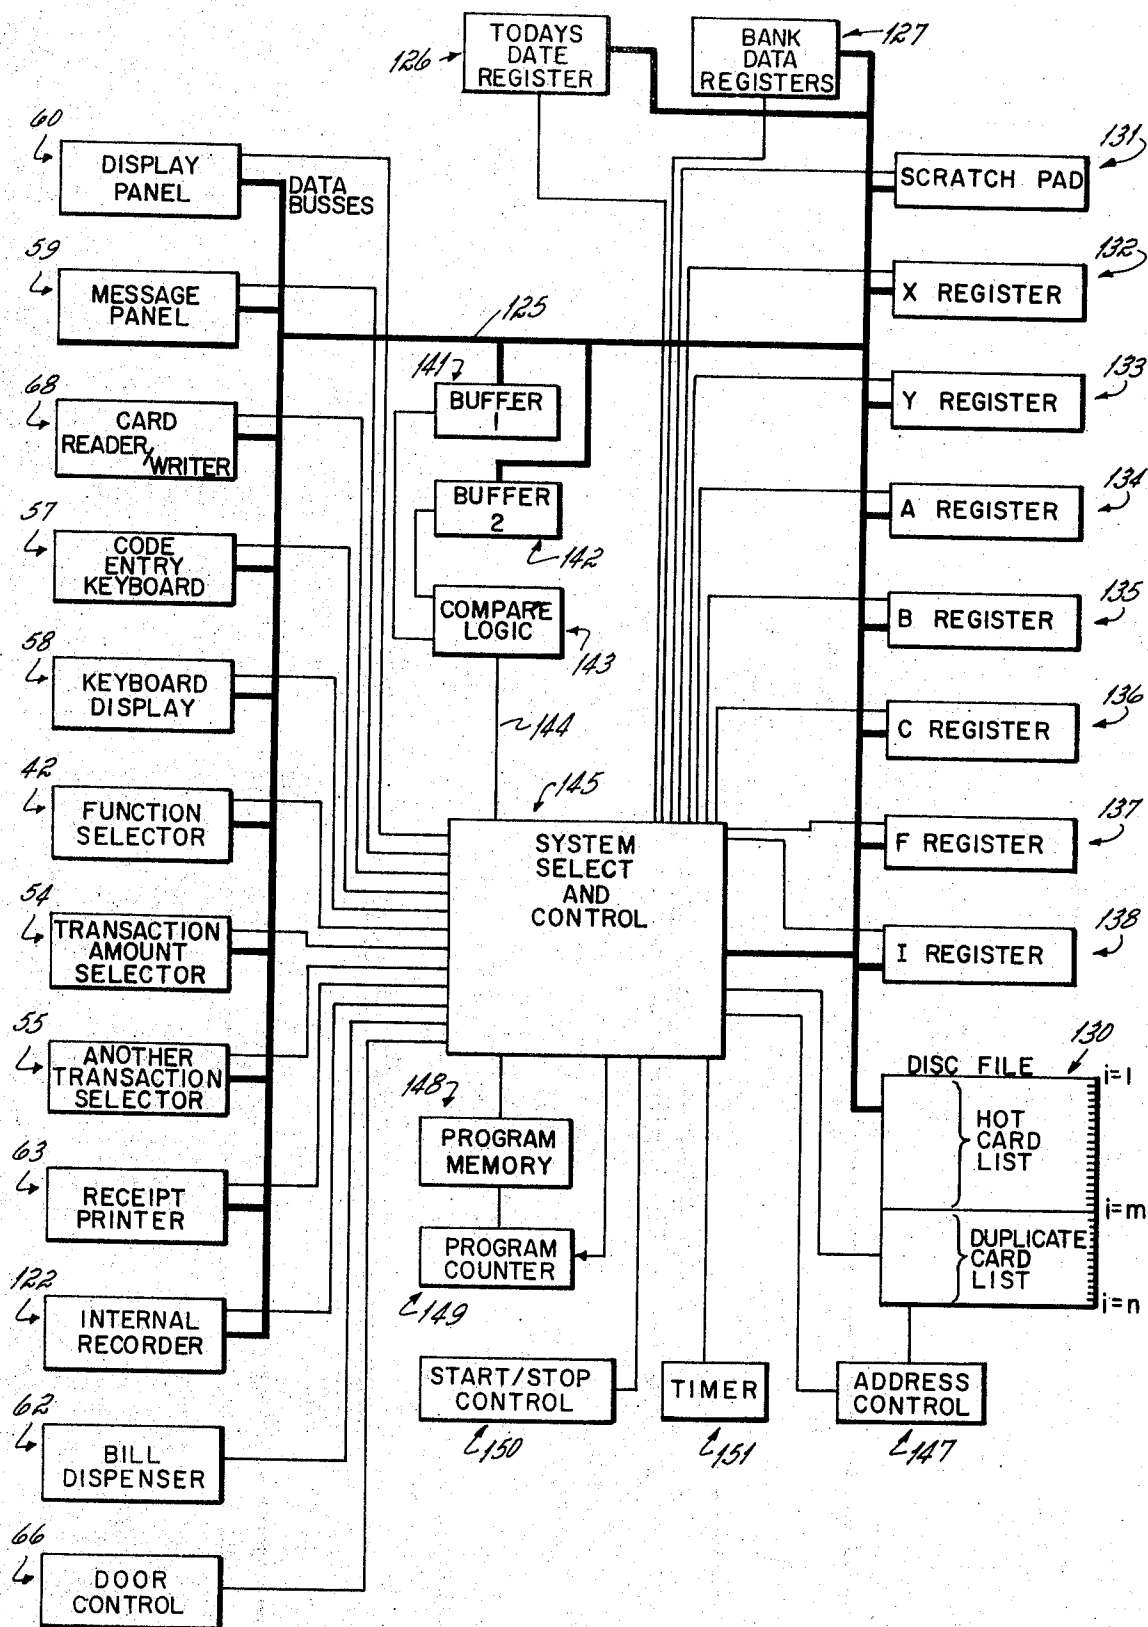 126
TODAYS
DATE
REGISTER
BANK
DATA
REGISTERS
127
60
DISPLAY
PANEL
DATA
BUSSES
59
MESSAGE
PANEL
68
CARD
READER/WRITER
57
CODE
ENTRY
KEYBOARD
58
KEYBOARD
DISPLAY
42
FUNCTION
SELECTOR
54
TRANSACTION
AMOUNT
SELECTOR
55
ANOTHER
TRANSACTION
SELECTOR
63
RECEIPT
PRINTER
122
INTERNAL
RECORDER
62
BILL
DISPENSER
66
DOOR
CONTROL
125
141
BUFFER
1
BUFFER
2
142
COMPARE
LOGIC
143
144
145
SYSTEM
SELECT
AND
CONTROL
148
PROGRAM
MEMORY
PROGRAM
COUNTER
149
START/STOP
CONTROL
150
TIMER
151
ADDRESS
CONTROL
147
131
SCRATCH PAD
132
X REGISTER
133
Y REGISTER
134
A REGISTER
135
B REGISTER
136
C REGISTER
137
F REGISTER
138
I REGISTER
130
DISC FILE
i=1
HOT
CARD
LIST
i=m
DUPLICATE
CARD
LIST
i=n